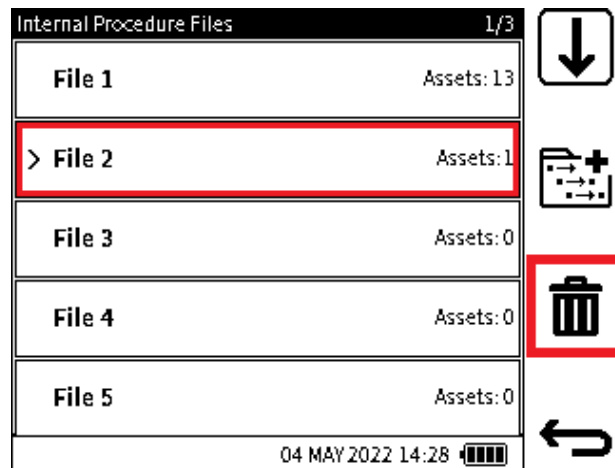 Internal Procedure Files 1/3
File 1 Assets: 13
> File 2 Assets: 1
File 3 Assets: 0
File 4 Assets: 0
File 5 Assets: 0
04 MAY 2022 14:28